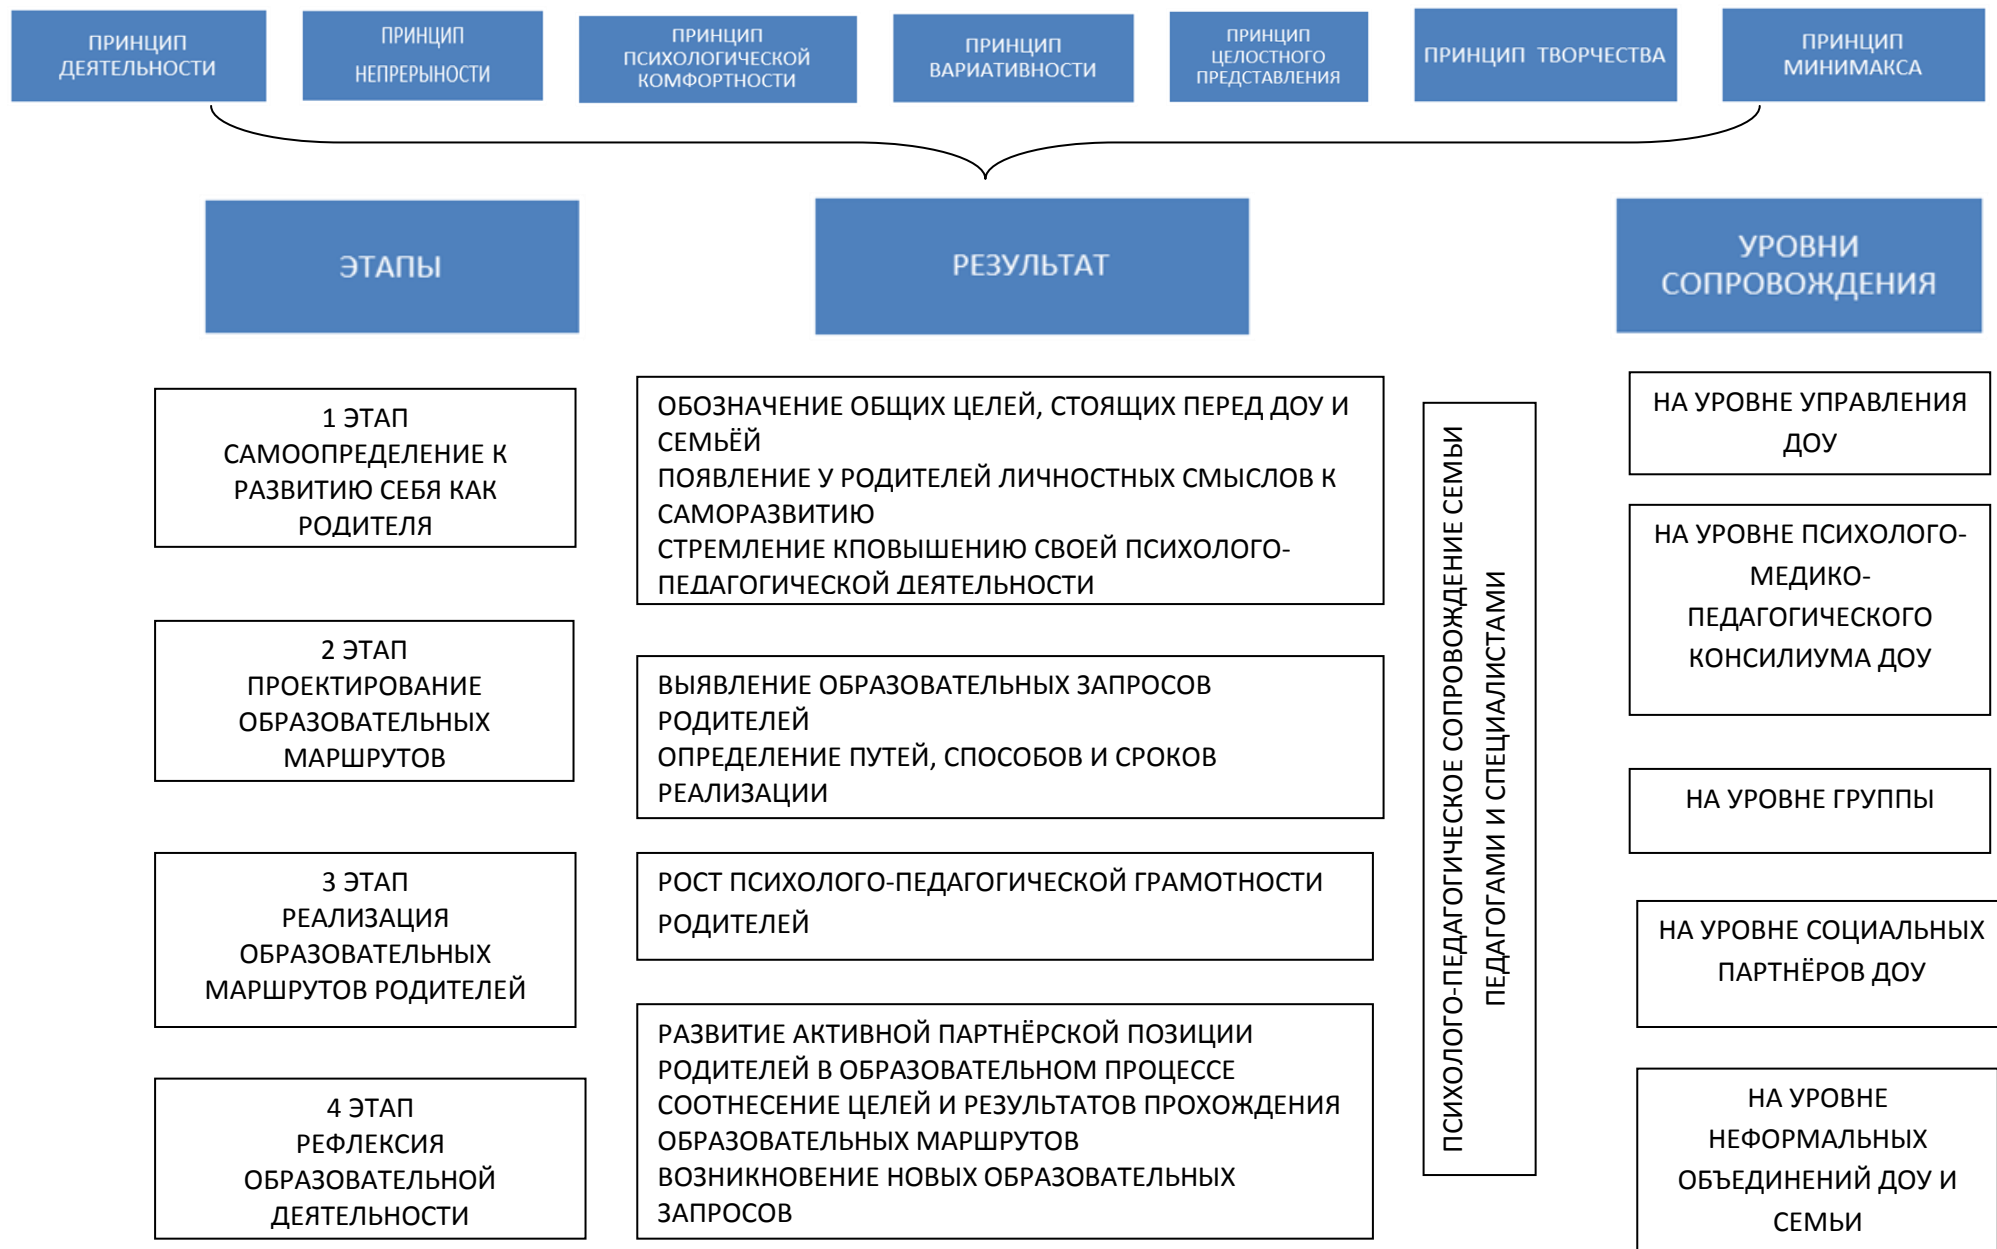 ПРИНЦИП
ДЕЯТЕЛЬНОСТИ
ПРИНЦИП
НЕПРЕРЫНОСТИ
ПРИНЦИП
ПСИХОЛОГИЧЕСКОЙ
КОМФОРТНОСТИ
ПРИНЦИП
ВАРИАТИВНОСТИ
ПРИНЦИП
ЦЕЛОСТНОГО
ПРЕДСТАВЛЕНИЯ
ПРИНЦИП ТВОРЧЕСТВА
ПРИНЦИП
МИНИМАКСА
ЭТАПЫ
РЕЗУЛЬТАТ
УРОВНИ
СОПРОВОЖДЕНИЯ
1 ЭТАП
САМООПРЕДЕЛЕНИЕ К
РАЗВИТИЮ СЕБЯ КАК
РОДИТЕЛЯ
2 ЭТАП
ПРОЕКТИРОВАНИЕ
ОБРАЗОВАТЕЛЬНЫХ
МАРШРУТОВ
3 ЭТАП
РЕАЛИЗАЦИЯ
ОБРАЗОВАТЕЛЬНЫХ
МАРШРУТОВ РОДИТЕЛЕЙ
4 ЭТАП
РЕФЛЕКСИЯ
ОБРАЗОВАТЕЛЬНОЙ
ДЕЯТЕЛЬНОСТИ
ОБОЗНАЧЕНИЕ ОБЩИХ ЦЕЛЕЙ, СТОЯЩИХ ПЕРЕД ДОУ И
СЕМЬЁЙ
ПОЯВЛЕНИЕ У РОДИТЕЛЕЙ ЛИЧНОСТНЫХ СМЫСЛОВ К
САМОРАЗВИТИЮ
СТРЕМЛЕНИЕ КПОВЫШЕНИЮ СВОЕЙ ПСИХОЛОГО-
ПЕДАГОГИЧЕСКОЙ ДЕЯТЕЛЬНОСТИ
ВЫЯВЛЕНИЕ ОБРАЗОВАТЕЛЬНЫХ ЗАПРОСОВ
РОДИТЕЛЕЙ
ОПРЕДЕЛЕНИЕ ПУТЕЙ, СПОСОБОВ И СРОКОВ
РЕАЛИЗАЦИИ
РОСТ ПСИХОЛОГО-ПЕДАГОГИЧЕСКОЙ ГРАМОТНОСТИ
РОДИТЕЛЕЙ
РАЗВИТИЕ АКТИВНОЙ ПАРТНЁРСКОЙ ПОЗИЦИИ
РОДИТЕЛЕЙ В ОБРАЗОВАТЕЛЬНОМ ПРОЦЕССЕ
СООТНЕСЕНИЕ ЦЕЛЕЙ И РЕЗУЛЬТАТОВ ПРОХОЖДЕНИЯ
ОБРАЗОВАТЕЛЬНЫХ МАРШРУТОВ
ВОЗНИКНОВЕНИЕ НОВЫХ ОБРАЗОВАТЕЛЬНЫХ
ЗАПРОСОВ
ПСИХОЛОГО-ПЕДАГОГИЧЕСКОЕ СОПРОВОЖДЕНИЕ СЕМЬИ
ПЕДАГОГАМИ И СПЕЦИАЛИСТАМИ
НА УРОВНЕ УПРАВЛЕНИЯ
ДОУ
НА УРОВНЕ ПСИХОЛОГО-
МЕДИКО-
ПЕДАГОГИЧЕСКОГО
КОНСИЛИУМА ДОУ
НА УРОВНЕ ГРУППЫ
НА УРОВНЕ СОЦИАЛЬНЫХ
ПАРТНЁРОВ ДОУ
НА УРОВНЕ
НЕФОРМАЛЬНЫХ
ОБЪЕДИНЕНИЙ ДОУ И
СЕМЬИ